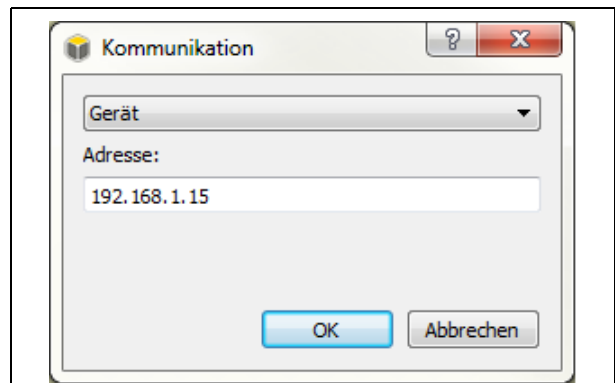 Kommunikation
Gerät
Adresse:
192.168.1.15
OK Abbrechen